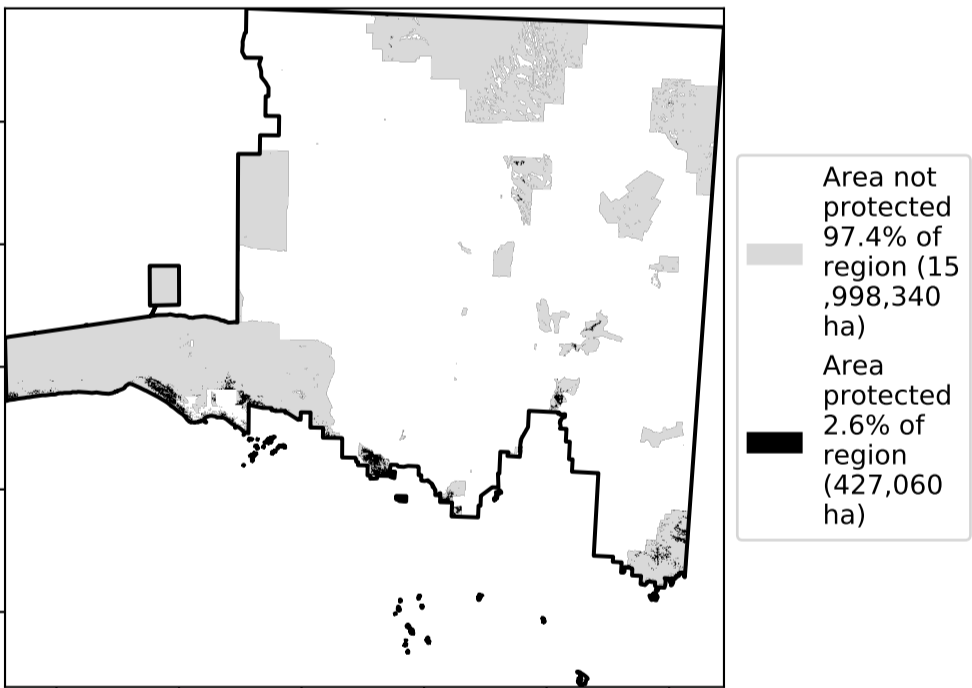 Area not
protected
97.4% of
region (15
,998,340
ha)
Area
protected
2.6% of
region
(427,060
ha)